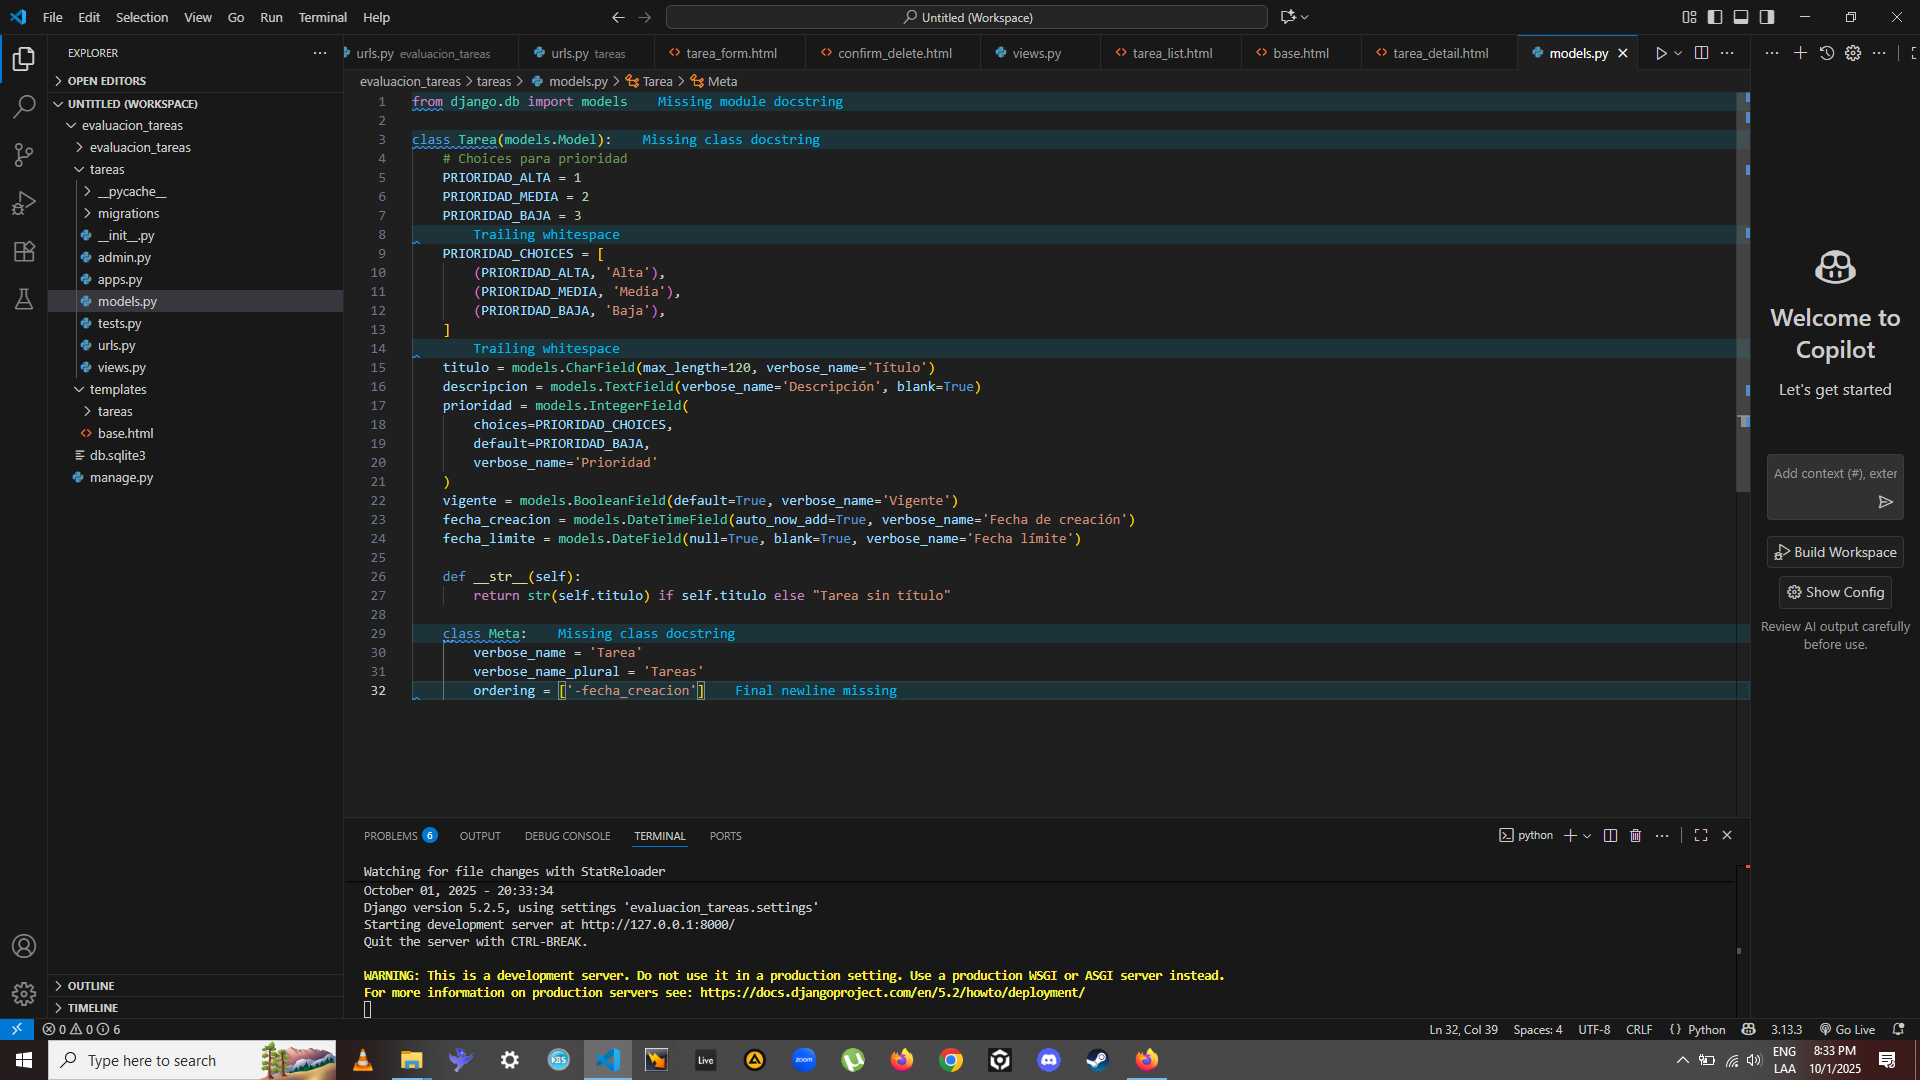 File Edit Selection View Go Run Terminal Help
Untitled (Workspace)
EXPLORER
OPEN EDITORS
UNTITLED (WORKSPACE)
evaluacion_tareas
evaluacion_tareas
tareas
__pycache__
migrations
__init__.py
admin.py
apps.py
models.py
tests.py
urls.py
views.py
templates
tareas
base.html
db.sqlite3
manage.py
OUTLINE
TIMELINE
urls.py evaluacion_tareas
urls.py tareas
tarea_form.html
confirm_delete.html
views.py
tarea_list.html
base.html
tarea_detail.html
models.py
evaluacion_tareas > tareas > models.py > Tarea > Meta
1 from django.db import models Missing module docstring
2
3 class Tarea(models.Model): Missing class docstring
4 # Choices para prioridad
5 PRIORIDAD_ALTA = 1
6 PRIORIDAD_MEDIA = 2
7 PRIORIDAD_BAJA = 3
8 Trailing whitespace
9 PRIORIDAD_CHOICES = [
10 (PRIORIDAD_ALTA, 'Alta'),
11 (PRIORIDAD_MEDIA, 'Media'),
12 (PRIORIDAD_BAJA, 'Baja'),
13 ]
14 Trailing whitespace
15 titulo = models.CharField(max_length=120, verbose_name='Título')
16 descripcion = models.TextField(verbose_name='Descripción', blank=True)
17 prioridad = models.IntegerField(
18 choices=PRIORIDAD_CHOICES,
19 default=PRIORIDAD_BAJA,
20 verbose_name='Prioridad'
21 )
22 vigente = models.BooleanField(default=True, verbose_name='Vigente')
23 fecha_creacion = models.DateTimeField(auto_now_add=True, verbose_name='Fecha de creación')
24 fecha_limite = models.DateField(null=True, blank=True, verbose_name='Fecha límite')
25
26 def __str__(self):
27 return str(self.titulo) if self.titulo else "Tarea sin título"
28
29 class Meta: Missing class docstring
30 verbose_name = 'Tarea'
31 verbose_name_plural = 'Tareas'
32 ordering = ['-fecha_creacion'] Final newline missing
Welcome to
Copilot
Let's get started
Add context (#), exter
Build Workspace
Show Config
Review AI output carefully
before use.
PROBLEMS 6 OUTPUT DEBUG CONSOLE TERMINAL PORTS
python
Watching for file changes with StatReloader
October 01, 2025 - 20:33:34
Django version 5.2.5, using settings 'evaluacion_tareas.settings'
Starting development server at http://127.0.0.1:8000/
Quit the server with CTRL-BREAK.
WARNING: This is a development server. Do not use it in a production setting. Use a production WSGI or ASGI server instead.
For more information on production servers see: https://docs.djangoproject.com/en/5.2/howto/deployment/
0 0 6
Ln 32, Col 39 Spaces: 4 UTF-8 CRLF { } Python 3.13.3 Go Live
Type here to search
Live
zoom
ENG
LAA
8:33 PM
10/1/2025